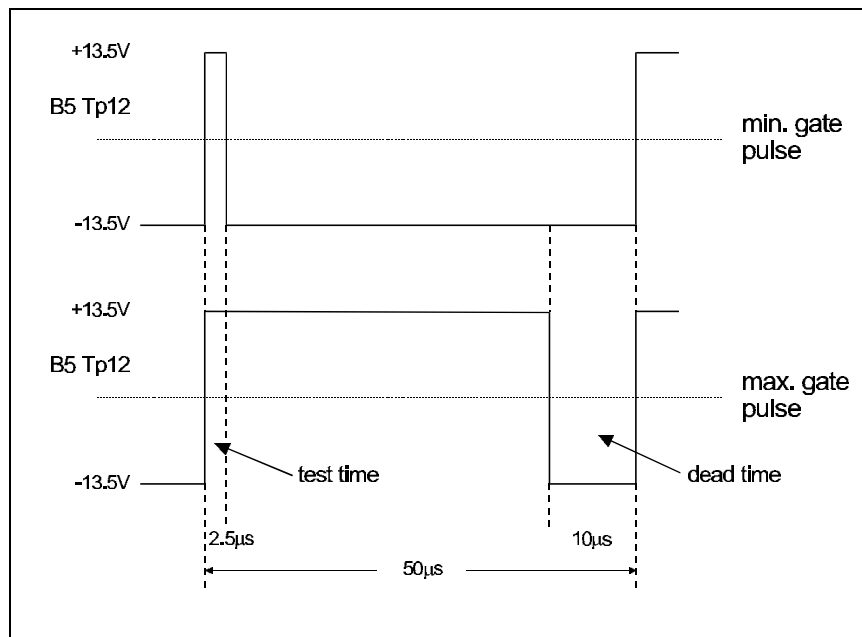 +13.5V
B5 Tp12
min. gate
pulse
-13.5V
+13.5V
B5 Tp12
max. gate
pulse
test time
dead time
-13.5V
2.5μs
10μs
50μs